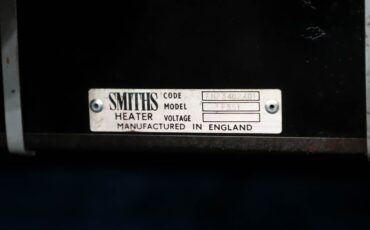 SMITHS CODE
HEATER MODEL
VOLTAGE
MANUFACTURED IN ENGLAND